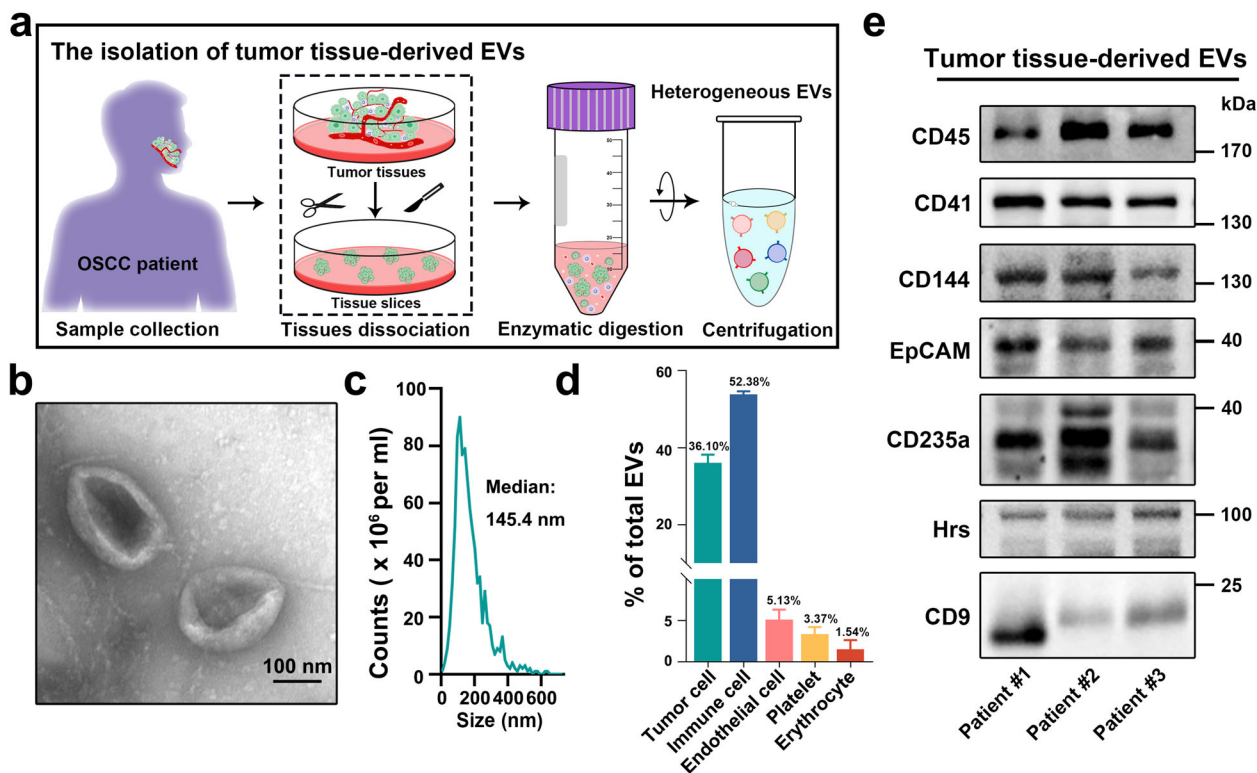 a
The isolation of tumor tissue-derived EVs
OSCC patient
Sample collection
Tumor tissues
Tissue slices
Tissues dissociation
50
40
30
20
10
Enzymatic digestion
Heterogeneous EVs
Centrifugation
b
100 nm
c
Counts ( x 10⁶ per ml)
100
80
60
40
20
0
Median:
145.4 nm
0 200 400 600
Size (nm)
d
% of total EVs
60
40
20
5
0
36.10%
52.38%
5.13%
3.37%
1.54%
Tumor cell
Immune cell
Endothelial cell
Platelet
Erythrocyte
e
Tumor tissue-derived EVs
kDa
CD45
170
CD41
130
CD144
130
EpCAM
40
CD235a
40
Hrs
100
CD9
25
Patient #1
Patient #2
Patient #3